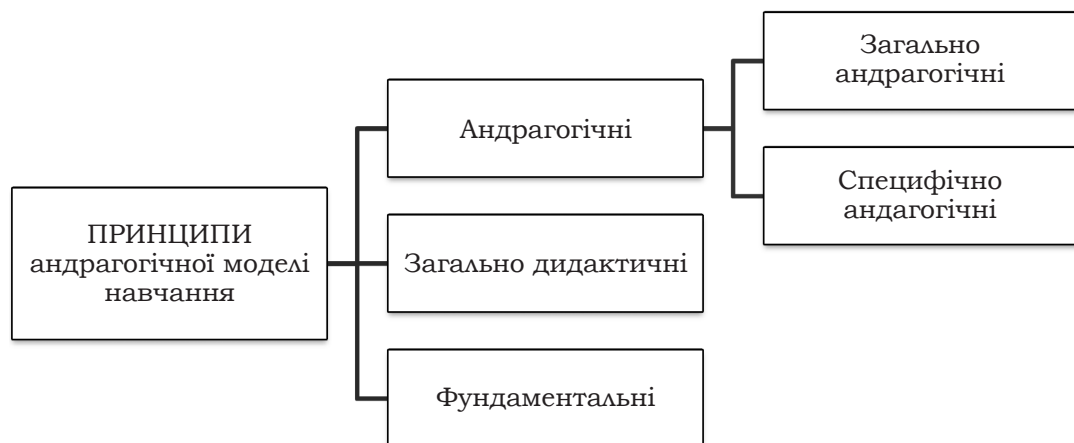 ПРИНЦИПИ
андрагогічної моделі
навчання
Андрагогічні
Загально
андрагогічні
Специфічно
андагогічні
Загально дидактичні
Фундаментальні